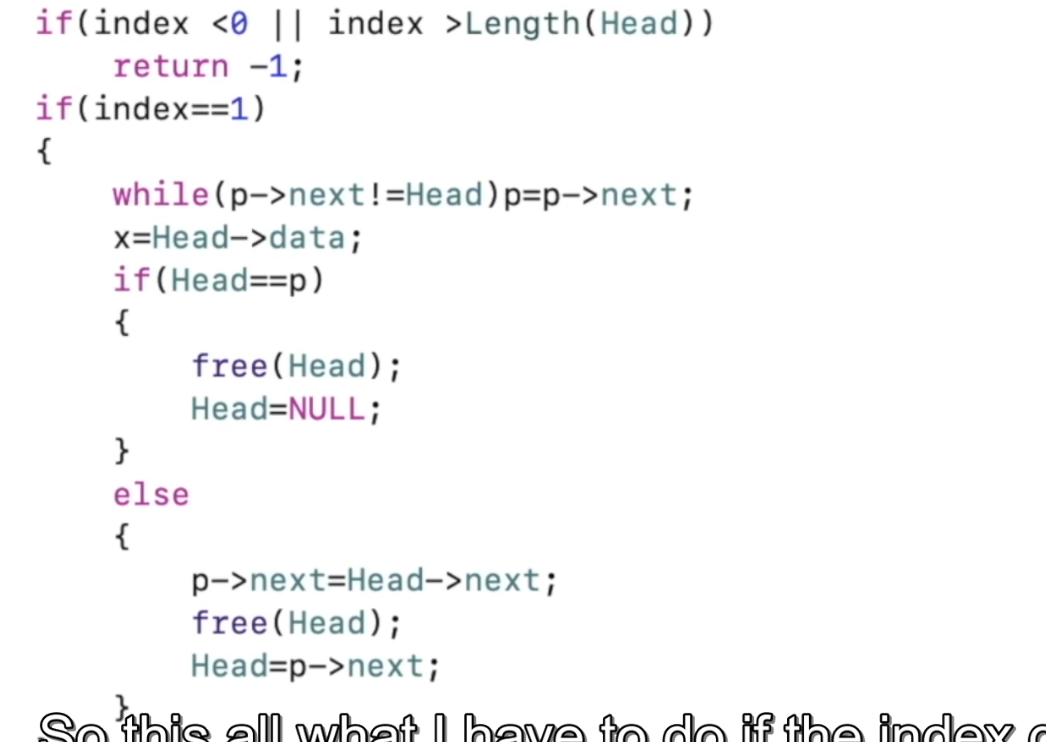 if(index <0 || index >Length(Head))
return -1;
if(index==1)
{
while(p->next!=Head)p=p->next;
x=Head->data;
if(Head==p)
{
free(Head);
Head=NULL;
}
else
{
p->next=Head->next;
free(Head);
Head=p->next;
}
So this all what I have to do if the index